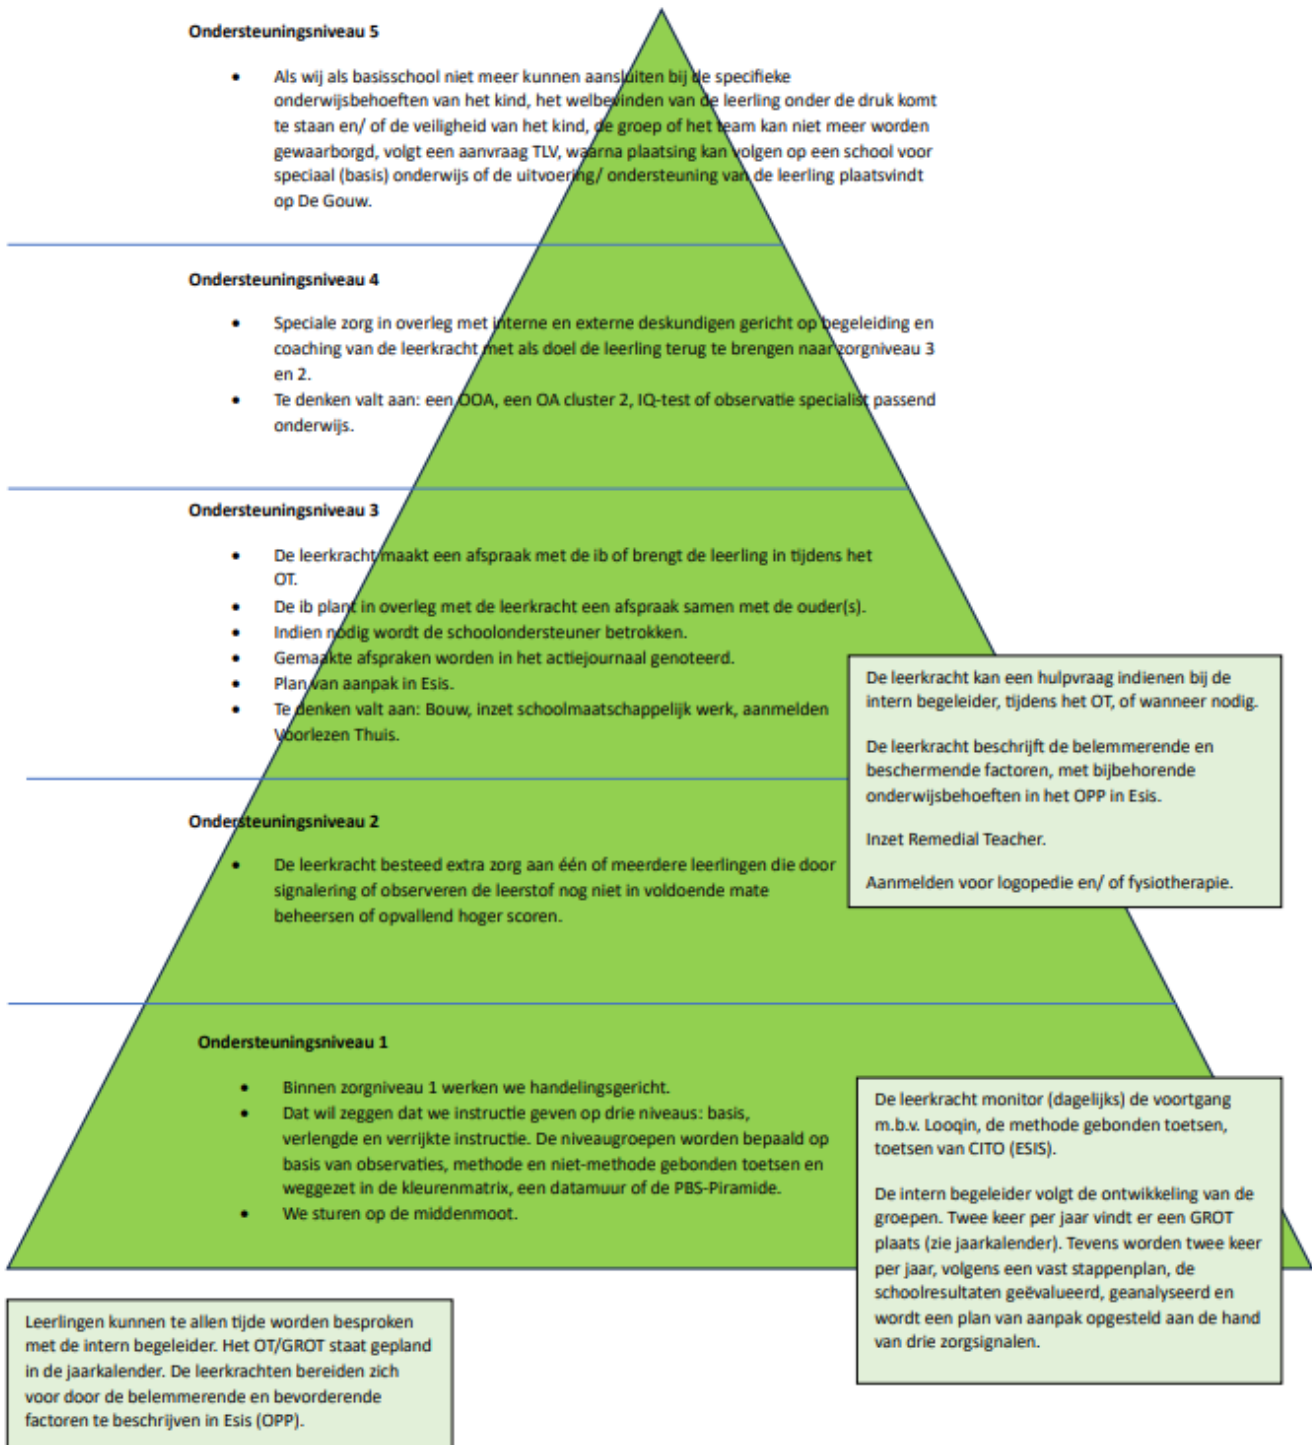 Ondersteuningsniveau 5
• Als wij als basisschool niet meer kunnen aansluiten bij de specifieke
onderwijsbehoeften van het kind, het welbevinden van de leerling onder de druk komt
te staan en/ of de veiligheid van het kind, de groep of het team kan niet meer worden
gewaarborgd, volgt een aanvraag TLV, waarna plaatsing kan volgen op een school voor
speciaal (basis) onderwijs of de uitvoering/ ondersteuning van de leerling plaatsvindt
op De Gouw.
Ondersteuningsniveau 4
• Speciale zorg in overleg met interne en externe deskundigen gericht op begeleiding en
coaching van de leerkracht met als doel de leerling terug te brengen naar zorgniveau 3
en 2.
• Te denken valt aan: een OOA, een OA cluster 2, IQ-test of observatie specialist passend
onderwijs.
Ondersteuningsniveau 3
• De leerkracht maakt een afspraak met de ib of brengt de leerling in tijdens het
OT.
• De ib plant in overleg met de leerkracht een afspraak samen met de ouder(s).
• Indien nodig wordt de schoolondersteuner betrokken.
• Gemaakte afspraken worden in het actiejournaal genoteerd.
• Plan van aanpak in Esis.
• Te denken valt aan: Bouw, inzet schoolmaatschappelijk werk, aanmelden
Voorlezen Thuis.
De leerkracht kan een hulpvraag indienen bij de
intern begeleider, tijdens het OT, of wanneer nodig.
De leerkracht beschrijft de belemmerende en
beschermende factoren, met bijbehorende
onderwijsbehoeften in het OPP in Esis.
Inzet Remedial Teacher.
Aanmelden voor logopedie en/ of fysiotherapie.
Ondersteuningsniveau 2
• De leerkracht besteed extra zorg aan één of meerdere leerlingen die door
signalering of observeren de leerstof nog niet in voldoende mate
beheersen of opvallend hoger scoren.
Ondersteuningsniveau 1
• Binnen zorgniveau 1 werken we handelingsgericht.
• Dat wil zeggen dat we instructie geven op drie niveaus: basis,
verlengde en verrijkte instructie. De niveaugroepen worden bepaald op
basis van observaties, methode en niet-methode gebonden toetsen en
weggezet in de kleurenmatrix, een datamuur of de PBS-Piramide.
• We sturen op de middenmoot.
De leerkracht monitor (dagelijks) de voortgang
m.b.v. Looqin, de methode gebonden toetsen,
toetsen van CITO (ESIS).
De intern begeleider volgt de ontwikkeling van de
groepen. Twee keer per jaar vindt er een GROT
plaats (zie jaarkalender). Tevens worden twee keer
per jaar, volgens een vast stappenplan, de
schoolresultaten geëvalueerd, geanalyseerd en
wordt een plan van aanpak opgesteld aan de hand
van drie zorgsignalen.
Leerlingen kunnen te allen tijde worden besproken
met de intern begeleider. Het OT/GROT staat gepland
in de jaarkalender. De leerkrachten bereiden zich
voor door de belemmerende en bevorderende
factoren te beschrijven in Esis (OPP).